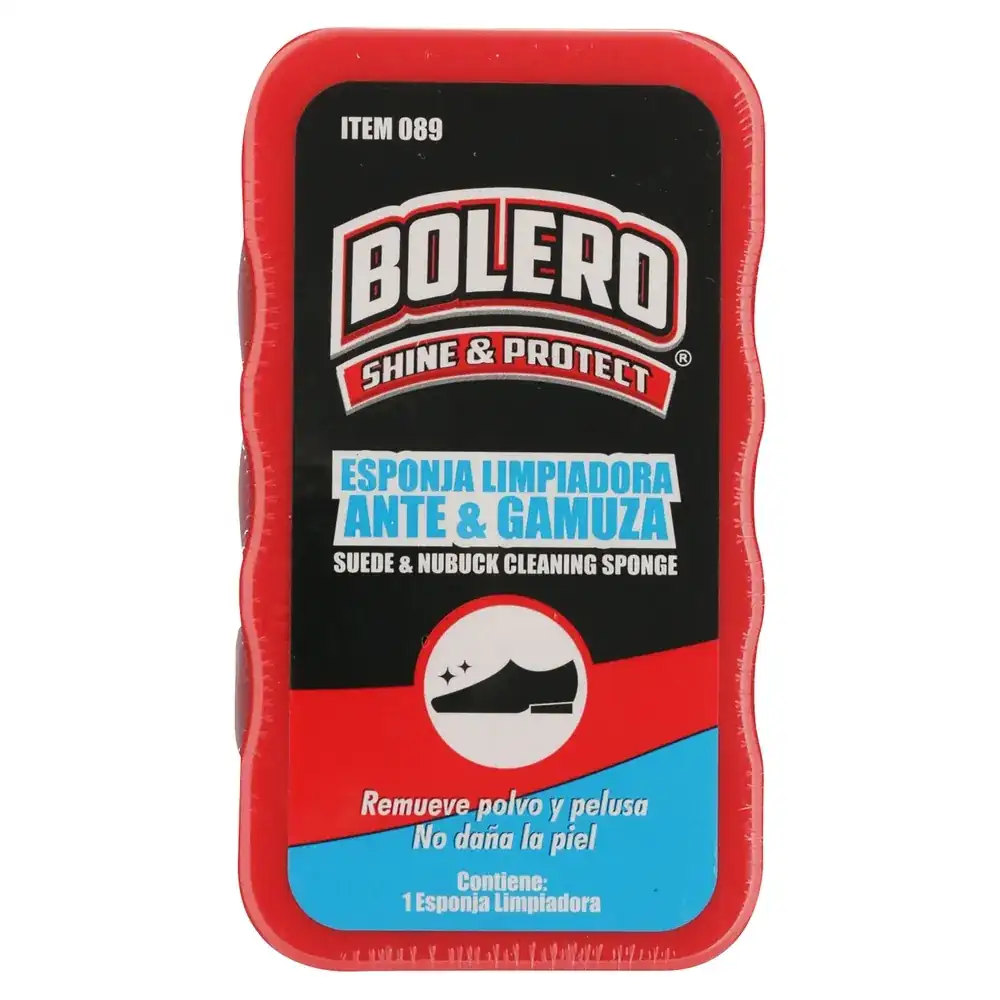 ITEM 089
BOLERO
SHINE & PROTECT®
ESPONJA LIMPIADORA
ANTE & GAMUZA
SUEDE & NUBUCK CLEANING SPONGE
Remueve polvo y pelusa
No daña la piel
Contiene:
1 Esponja Limpiadora